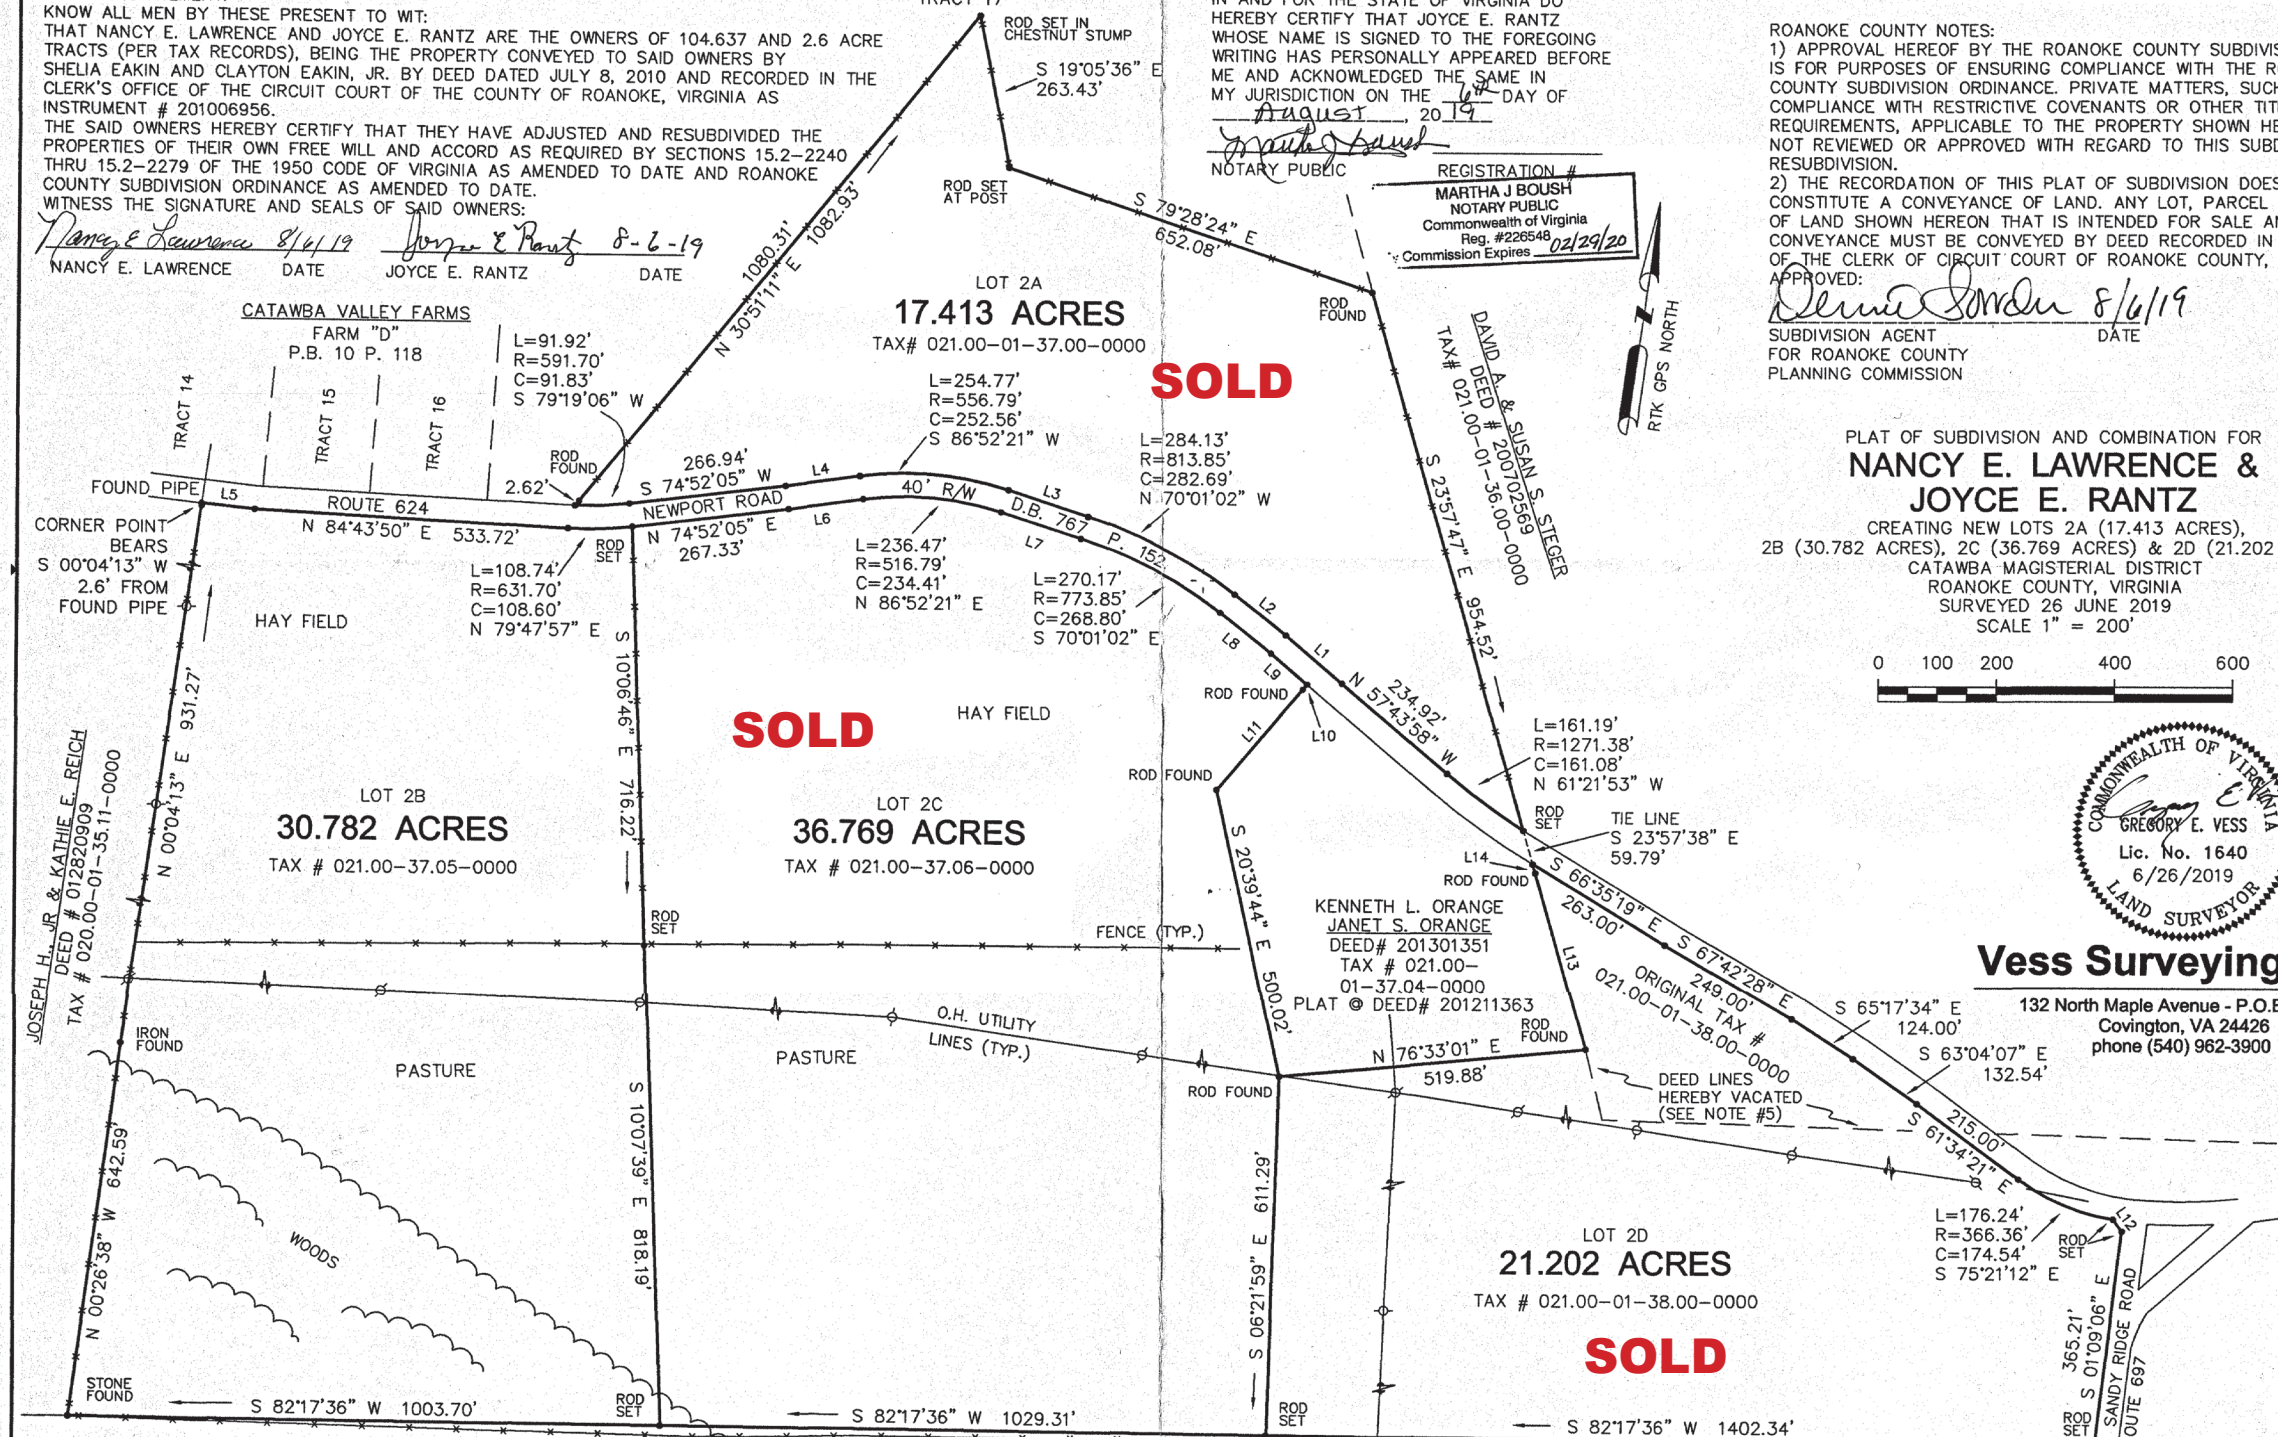 KNOW ALL MEN BY THESE PRESENT TO WIT:
THAT NANCY E. LAWRENCE AND JOYCE E. RANTZ ARE THE OWNERS OF 104.637 AND 2.6 ACRE
TRACTS (PER TAX RECORDS), BEING THE PROPERTY CONVEYED TO SAID OWNERS BY
SHELIA EAKIN AND CLAYTON EAKIN, JR. BY DEED DATED JULY 8, 2010 AND RECORDED IN THE
CLERK'S OFFICE OF THE CIRCUIT COURT OF THE COUNTY OF ROANOKE, VIRGINIA AS
INSTRUMENT # 201006956.
THE SAID OWNERS HEREBY CERTIFY THAT THEY HAVE ADJUSTED AND RESUBDIVIDED THE
PROPERTIES OF THEIR OWN FREE WILL AND ACCORD AS REQUIRED BY SECTIONS 15.2-2240
THRU 15.2-2279 OF THE 1950 CODE OF VIRGINIA AS AMENDED TO DATE AND ROANOKE
COUNTY SUBDIVISION ORDINANCE AS AMENDED TO DATE.
WITNESS THE SIGNATURE AND SEALS OF SAID OWNERS:
Nancy E Lawrence 8/6/19 Joyce E Rantz 8-6-19
NANCY E. LAWRENCE DATE JOYCE E. RANTZ DATE
TRACT 17
ROD SET IN
CHESTNUT STUMP
S 19°05'36" E
263.43'
ROD SET
AT POST
S 79°28'24" E
652.08'
ROD
FOUND
1080.31'
1082.93'
N 30°51'11" E
IN AND FOR THE STATE OF VIRGINIA DO
HEREBY CERTIFY THAT JOYCE E. RANTZ
WHOSE NAME IS SIGNED TO THE FOREGOING
WRITING HAS PERSONALLY APPEARED BEFORE
ME AND ACKNOWLEDGED THE SAME IN
MY JURISDICTION ON THE 6th DAY OF
August, 2019
Martha J Boush
NOTARY PUBLIC REGISTRATION #
MARTHA J BOUSH
NOTARY PUBLIC
Commonwealth of Virginia
Reg. #226548
Commission Expires 02/29/20
ROANOKE COUNTY NOTES:
1) APPROVAL HEREOF BY THE ROANOKE COUNTY SUBDIVIS
IS FOR PURPOSES OF ENSURING COMPLIANCE WITH THE R
COUNTY SUBDIVISION ORDINANCE. PRIVATE MATTERS, SUCH
COMPLIANCE WITH RESTRICTIVE COVENANTS OR OTHER TIT
REQUIREMENTS, APPLICABLE TO THE PROPERTY SHOWN HE
NOT REVIEWED OR APPROVED WITH REGARD TO THIS SUBD
RESUBDIVISION.
2) THE RECORDATION OF THIS PLAT OF SUBDIVISION DOES
CONSTITUTE A CONVEYANCE OF LAND. ANY LOT, PARCEL
OF LAND SHOWN HEREON THAT IS INTENDED FOR SALE AN
CONVEYANCE MUST BE CONVEYED BY DEED RECORDED IN
OF THE CLERK OF CIRCUIT COURT OF ROANOKE COUNTY,
APPROVED:
8/6/19
SUBDIVISION AGENT DATE
FOR ROANOKE COUNTY
PLANNING COMMISSION
RTK GPS NORTH
N
CATAWBA VALLEY FARMS
FARM "D"
P.B. 10 P. 118
TRACT 14
TRACT 15
TRACT 16
L=91.92'
R=591.70'
C=91.83'
S 79°19'06" W
LOT 2A
17.413 ACRES
TAX# 021.00-01-37.00-0000
SOLD
L=254.77'
R=556.79'
C=252.56'
S 86°52'21" W
L=284.13'
R=813.85'
C=282.69'
N 70°01'02" W
DAVID A. & SUSAN S. STEGER
DEED # 200702569
TAX# 021.00-01-36.00-0000
S 23°57'47" E 954.52'
PLAT OF SUBDIVISION AND COMBINATION FOR
NANCY E. LAWRENCE &
JOYCE E. RANTZ
CREATING NEW LOTS 2A (17.413 ACRES),
2B (30.782 ACRES), 2C (36.769 ACRES) & 2D (21.202
CATAWBA MAGISTERIAL DISTRICT
ROANOKE COUNTY, VIRGINIA
SURVEYED 26 JUNE 2019
SCALE 1" = 200'
0 100 200 400 600
FOUND PIPE
L5
ROUTE 624
2.62'
ROD
FOUND
266.94'
S 74°52'05" W
L4
NEWPORT ROAD
40' R/W
D.B. 767 P. 152
L3
L2
L1
CORNER POINT
BEARS
S 00°04'13" W
2.6' FROM
FOUND PIPE
N 84°43'50" E 533.72'
ROD
SET
N 74°52'05" E
267.33'
L6
L7
L8
L9
L10
L11
L=108.74'
R=631.70'
C=108.60'
N 79°47'57" E
L=236.47'
R=516.79'
C=234.41'
N 86°52'21" E
L=270.17'
R=773.85'
C=268.80'
S 70°01'02" E
HAY FIELD
HAY FIELD
SOLD
ROD FOUND
ROD FOUND
234.92'
N 57°43'58" W
L=161.19'
R=1271.38'
C=161.08'
N 61°21'53" W
ROD
SET
TIE LINE
S 23°57'38" E
59.79'
L14
ROD FOUND
JOSEPH H., JR & KATHIE E. REICH
DEED # 012820909
TAX # 020.00-01-35.11-0000
N 00°04'13" E 931.27'
S 10°06'46" E 716.22'
LOT 2B
30.782 ACRES
TAX # 021.00-37.05-0000
LOT 2C
36.769 ACRES
TAX # 021.00-37.06-0000
S 20°39'44" E 500.02'
KENNETH L. ORANGE
JANET S. ORANGE
DEED# 201301351
TAX # 021.00-
01-37.04-0000
PLAT @ DEED# 201211363
L13
ROD
FOUND
N 76°33'01" E
519.88'
ROD FOUND
S 66°35'19" E
263.00'
S 67°42'28" E
249.00'
ORIGINAL TAX #
021.00-01-38.00-0000
S 65°17'34" E
124.00'
S 63°04'07" E
132.54'
DEED LINES
HEREBY VACATED
(SEE NOTE #5)
215.00'
S 61°34'21" E
COMMONWEALTH OF VIRGINIA
GREGORY E. VESS
Lic. No. 1640
6/26/2019
LAND SURVEYOR
Vess Surveying
132 North Maple Avenue - P.O.B
Covington, VA 24426
phone (540) 962-3900
ROD
SET
FENCE (TYP.)
O.H. UTILITY
LINES (TYP.)
IRON
FOUND
PASTURE
PASTURE
N 00°26'38" W 642.59'
WOODS
S 10°07'39" E 818.19'
S 06°21'59" E 611.29'
LOT 2D
21.202 ACRES
TAX # 021.00-01-38.00-0000
SOLD
L=176.24'
R=366.36'
C=174.54'
S 75°21'12" E
ROD
SET
L12
365.21'
S 01°09'06" E
SANDY RIDGE ROAD
OUTE 697
ROD
SET
STONE
FOUND
S 82°17'36" W 1003.70'
ROD
SET
S 82°17'36" W 1029.31'
ROD
SET
S 82°17'36" W 1402.34'